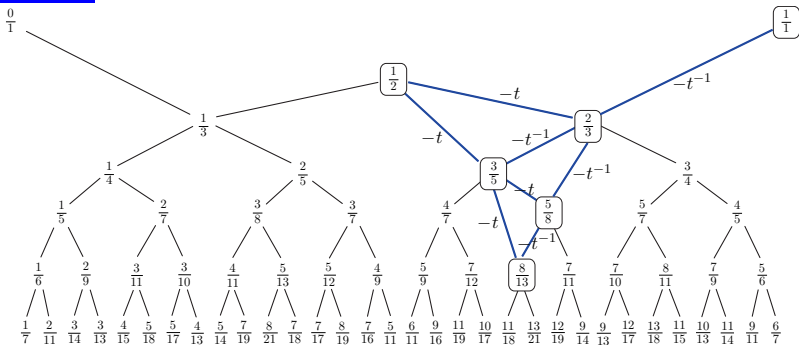 0/1 1/1
1/2 −t⁻¹
−t
1/3 2/3
−t −t⁻¹
1/4 2/5 3/5 −t⁻¹ 3/4
−t
1/5 2/7 3/8 3/7 4/7 5/8 5/7 4/5
−t
−t⁻¹
1/6 2/9 3/11 3/10 4/11 5/13 5/12 4/9 5/9 7/12 8/13 7/11 7/10 8/11 7/9 5/6
1/7 2/11 3/14 3/13 4/15 5/18 5/17 4/13 5/14 7/19 8/21 7/18 7/17 8/19 7/16 5/11 6/11 9/16 11/19 10/17 11/18 13/21 12/19 9/14 9/13 12/17 13/18 11/15 10/13 11/14 9/11 6/7